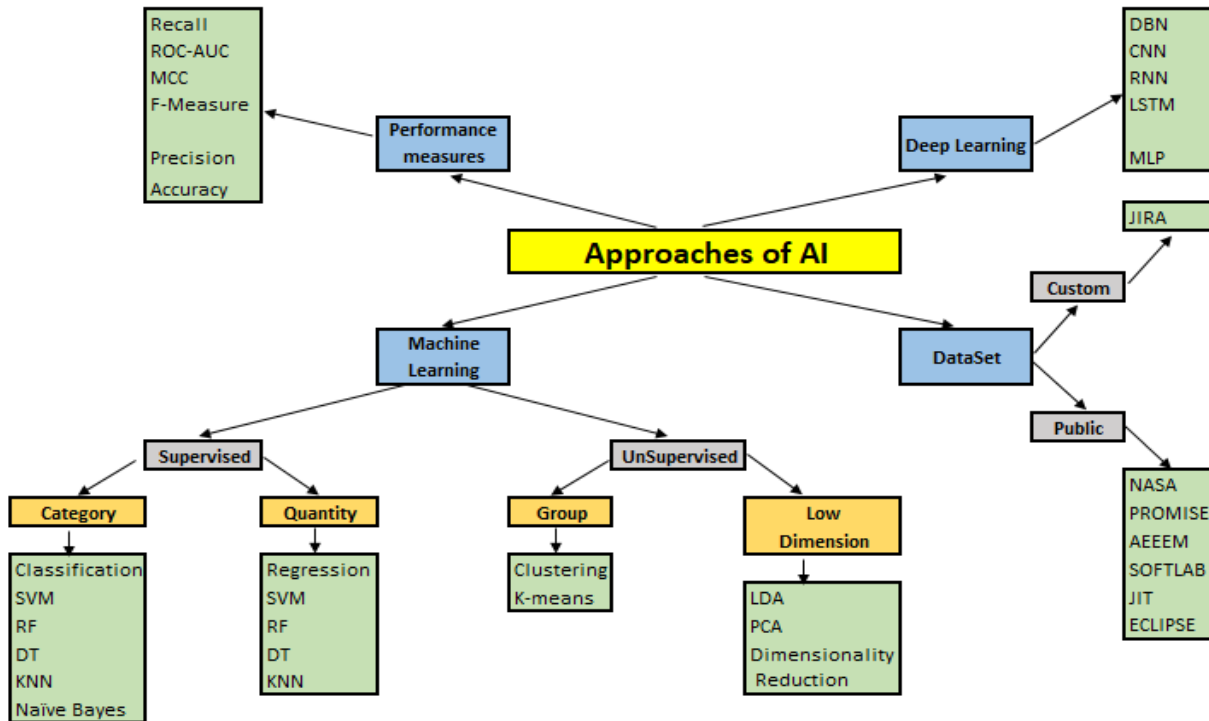 Recall
ROC-AUC
MCC
F-Measure
Precision
Accuracy
Performance
measures
Deep Learning
DBN
CNN
RNN
LSTM
MLP
JIRA
Approaches of AI
Custom
Machine
Learning
DataSet
Public
Supervised
UnSupervised
NASA
PROMISE
AEEEM
SOFTLAB
JIT
ECLIPSE
Category
Quantity
Group
Low
Dimension
Classification
SVM
RF
DT
KNN
Naïve Bayes
Regression
SVM
RF
DT
KNN
Clustering
K-means
LDA
PCA
Dimensionality
Reduction